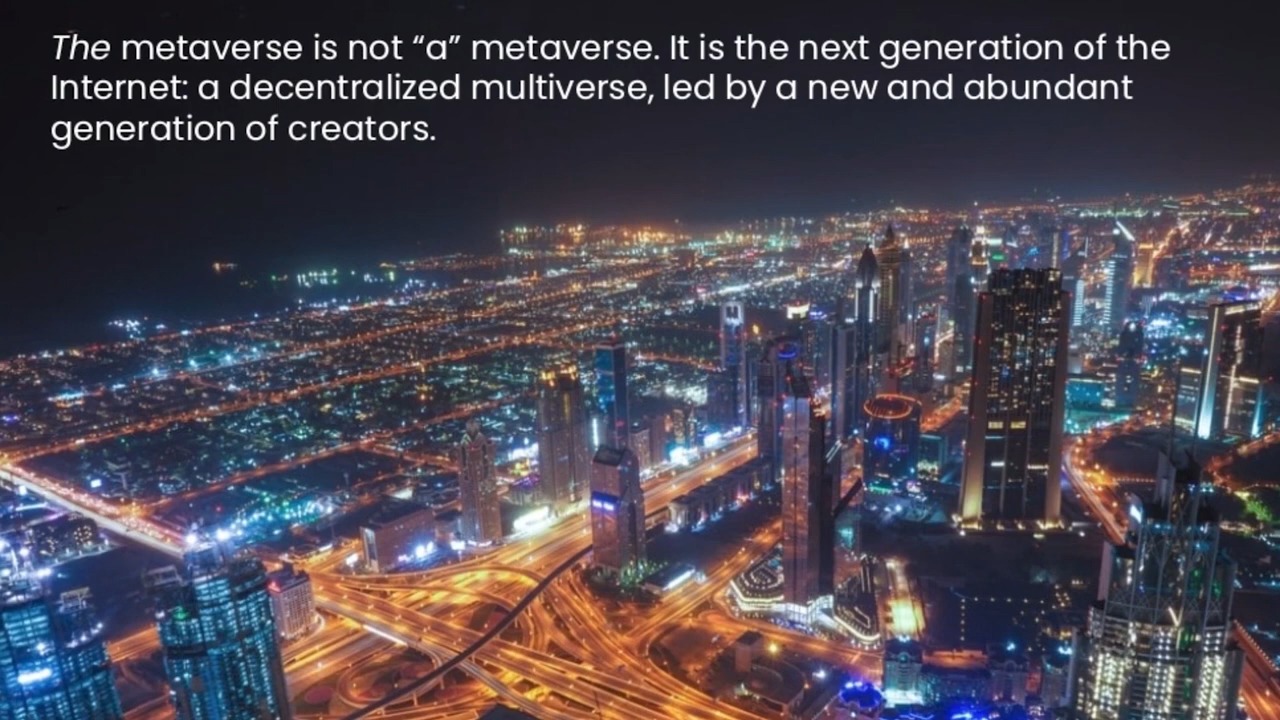 The metaverse is not “a” metaverse. It is the next generation of the
Internet: a decentralized multiverse, led by a new and abundant
generation of creators.